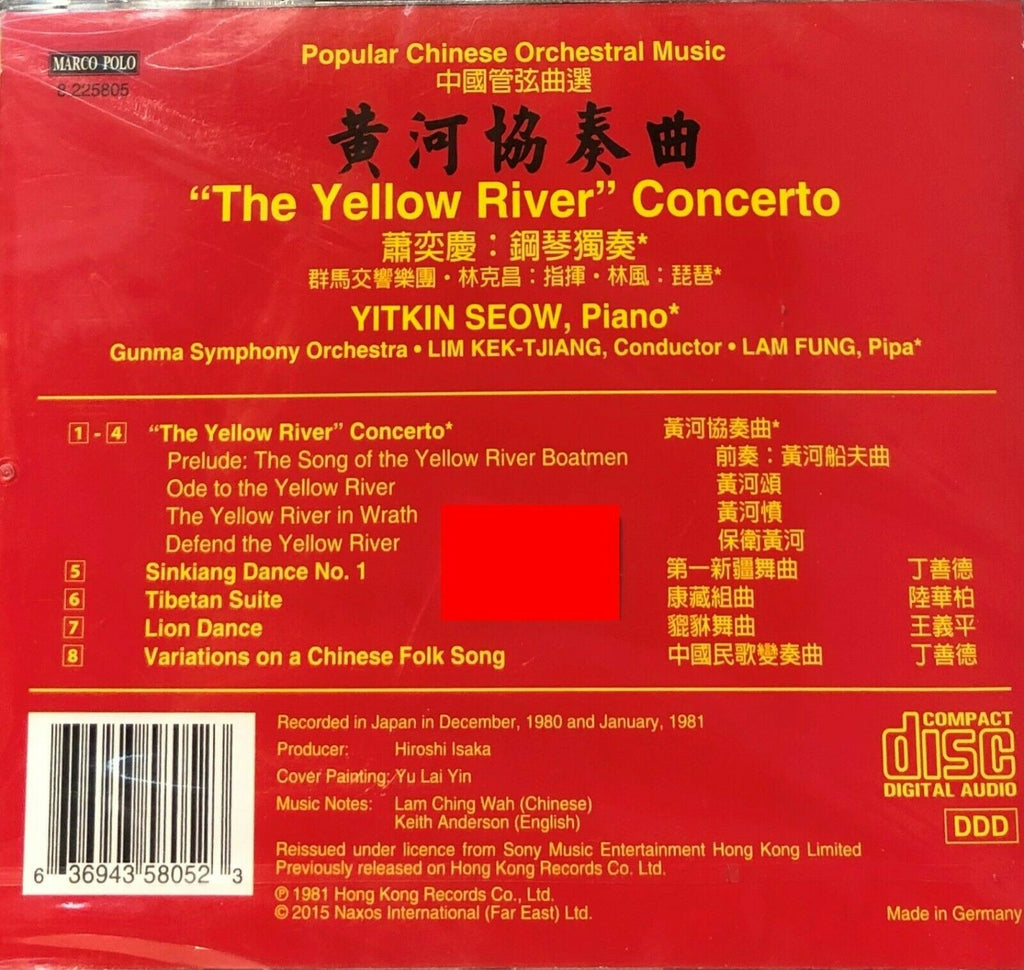 MARCO POLO
8 225805
Popular Chinese Orchestral Music
中國管弦曲選
黃河協奏曲
“The Yellow River” Concerto
蕭奕慶：鋼琴獨奏*
群馬交響樂團・林克昌：指揮・林風：琵琶*
YITKIN SEOW, Piano*
Gunma Symphony Orchestra • LIM KEK-TJIANG, Conductor • LAM FUNG, Pipa*
1 - 4 “The Yellow River” Concerto* 黃河協奏曲*
Prelude: The Song of the Yellow River Boatmen 前奏：黃河船夫曲
Ode to the Yellow River 黃河頌
The Yellow River in Wrath 黃河憤
Defend the Yellow River 保衛黃河
5 Sinkiang Dance No. 1 第一新疆舞曲 丁善德
6 Tibetan Suite 康藏組曲 陸華柏
7 Lion Dance 貔貅舞曲 王義平
8 Variations on a Chinese Folk Song 中國民歌變奏曲 丁善德
Recorded in Japan in December, 1980 and January, 1981
Producer: Hiroshi Isaka
Cover Painting: Yu Lai Yin
Music Notes: Lam Ching Wah (Chinese)
Keith Anderson (English)
Reissued under licence from Sony Music Entertainment Hong Kong Limited
Previously released on Hong Kong Records Co. Ltd.
℗ 1981 Hong Kong Records Co., Ltd.
© 2015 Naxos International (Far East) Ltd.
6 36943 58052 3
COMPACT
disc
DIGITAL AUDIO
DDD
Made in Germany